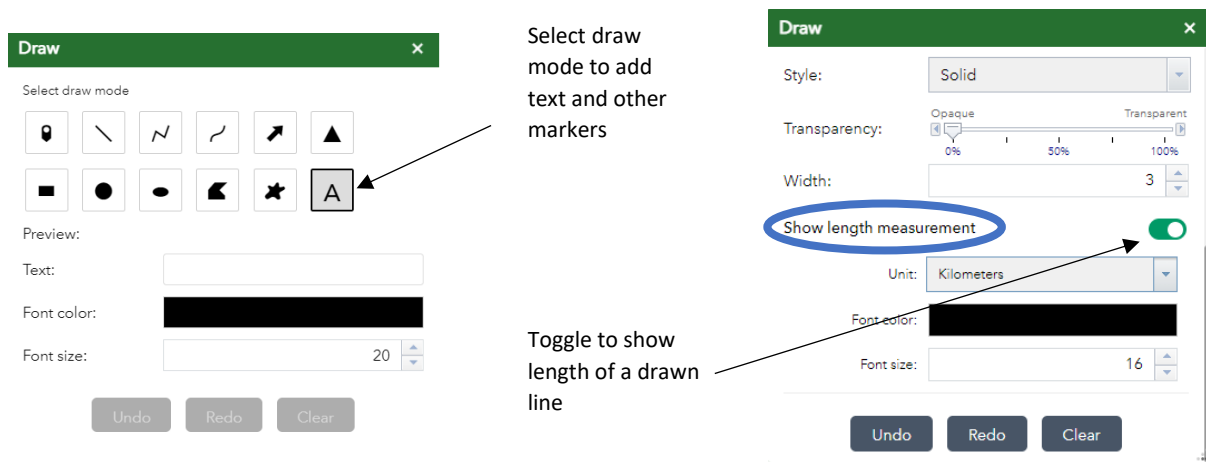 Draw ×
Select draw mode
A
Preview:
Text:
Font color:
Font size: 20
Undo Redo Clear
Select draw
mode to add
text and other
markers
Toggle to show
length of a drawn
line
Draw ×
Style: Solid
Opaque Transparent
Transparency:
0% 50% 100%
Width: 3
Show length measurement
Unit: Kilometers
Font color:
Font size: 16
Undo Redo Clear